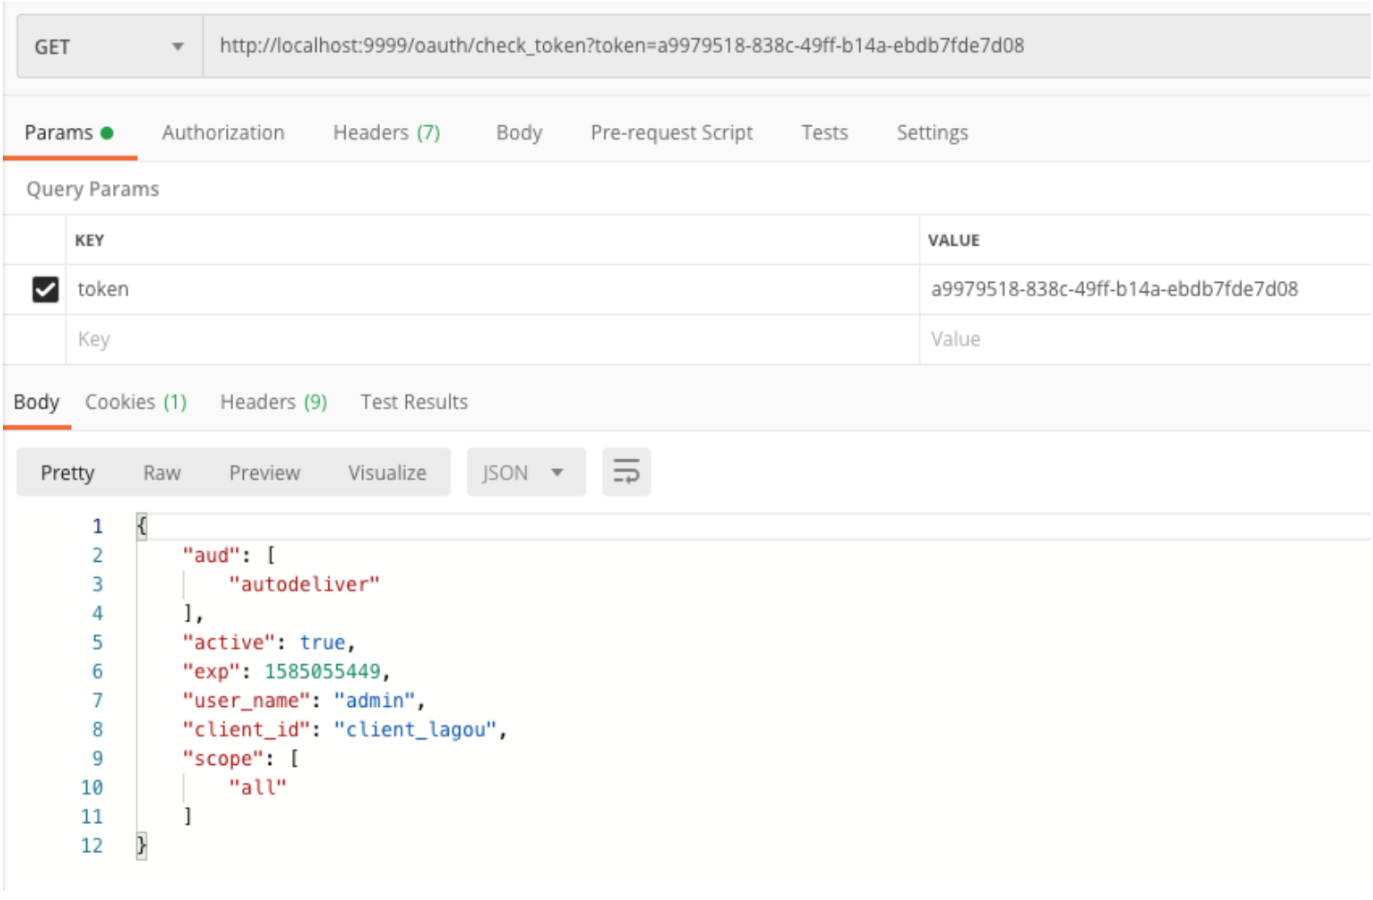 GET http://localhost:9999/oauth/check_token?token=a9979518-838c-49ff-b14a-ebdb7fde7d08
Params Authorization Headers (7) Body Pre-request Script Tests Settings
Query Params
KEY VALUE
token a9979518-838c-49ff-b14a-ebdb7fde7d08
Key Value
Body Cookies (1) Headers (9) Test Results
Pretty Raw Preview Visualize JSON
1 {
2 "aud": [
3 "autodeliver"
4 ],
5 "active": true,
6 "exp": 1585055449,
7 "user_name": "admin",
8 "client_id": "client_lagou",
9 "scope": [
10 "all"
11 ]
12 }